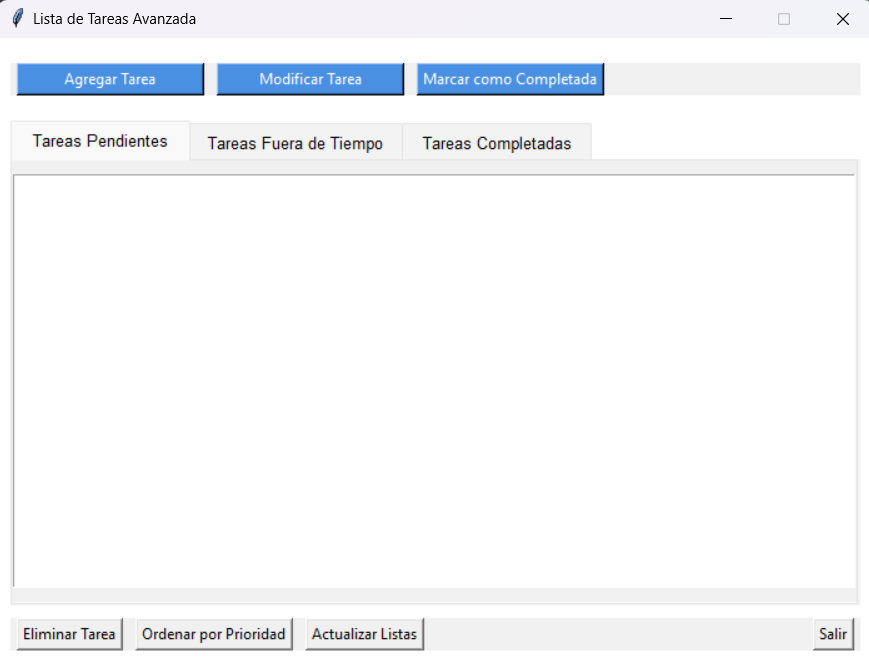 Lista de Tareas Avanzada
Agregar Tarea Modificar Tarea Marcar como Completada
Tareas Pendientes Tareas Fuera de Tiempo Tareas Completadas
Eliminar Tarea Ordenar por Prioridad Actualizar Listas Salir